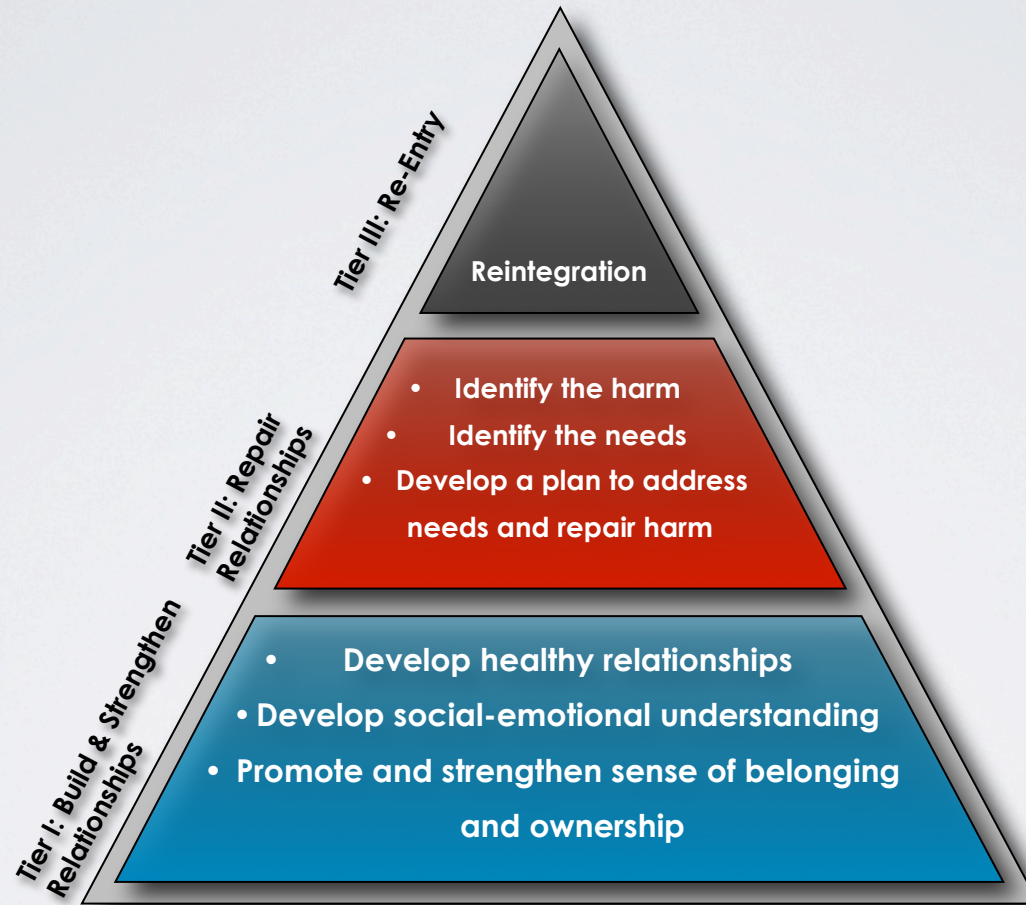 Tier III: Re-Entry
Reintegration
Tier II: Repair
Relationships
• Identify the harm
• Identify the needs
• Develop a plan to address
needs and repair harm
Tier I: Build & Strengthen
Relationships
• Develop healthy relationships
• Develop social-emotional understanding
• Promote and strengthen sense of belonging
and ownership